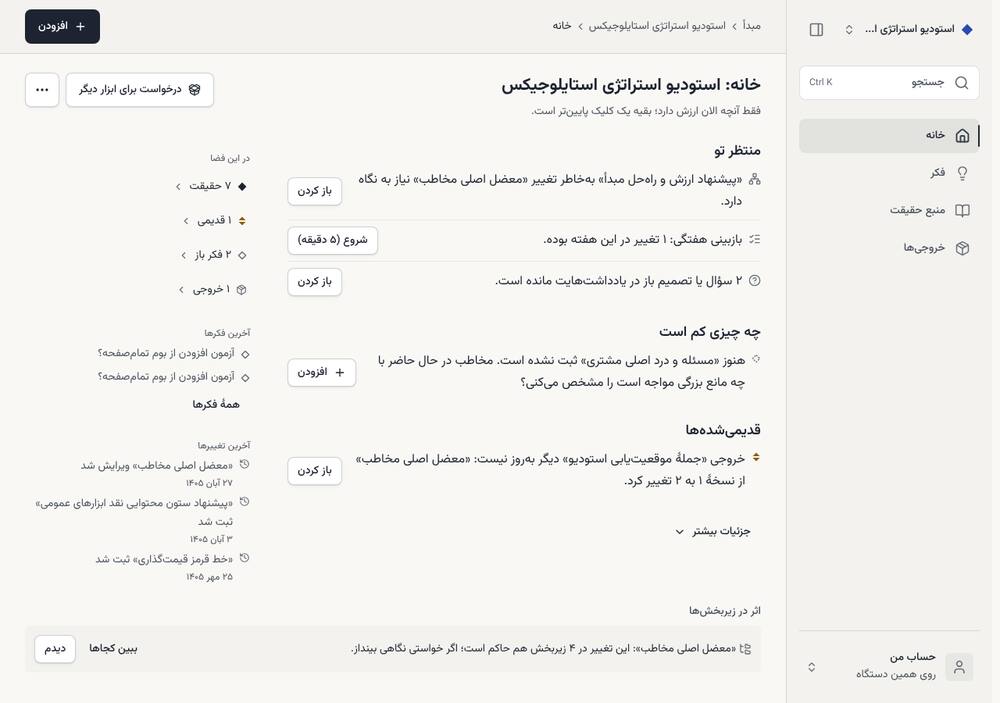 استودیو استراتژی ا...
جستجو
Ctrl K
خانه
فکر
منبع حقیقت
خروجی‌ها
حساب من
روی همین دستگاه
مبدأ › استودیو استراتژی استایلوجیکس › خانه
+ افزودن
خانه: استودیو استراتژی استایلوجیکس
فقط آنچه الان ارزش دارد؛ بقیه یک کلیک پایین‌تر است.
درخواست برای ابزار دیگر
منتظر تو
«پیشنهاد ارزش و راه‌حل مبدأ» به‌خاطر تغییر «معضل اصلی مخاطب» نیاز به نگاه
دارد.
باز کردن
بازبینی هفتگی: ۱ تغییر در این هفته بوده.
شروع (۵ دقیقه)
۲ سؤال یا تصمیم باز در یادداشت‌هایت مانده است.
باز کردن
چه چیزی کم است
هنوز «مسئله و درد اصلی مشتری» ثبت نشده است. مخاطب در حال حاضر با
چه مانع بزرگی مواجه است را مشخص می‌کنی؟
+ افزودن
قدیمی‌شده‌ها
خروجی «جملهٔ موقعیت‌یابی استودیو» دیگر به‌روز نیست: «معضل اصلی مخاطب»
از نسخهٔ ۱ به ۲ تغییر کرد.
باز کردن
جزئیات بیشتر
در این فضا
۷ حقیقت
۱ قدیمی
۲ فکر باز
۱ خروجی
آخرین فکرها
آزمون افزودن از بوم تمام‌صفحه؟
آزمون افزودن از بوم تمام‌صفحه؟
همهٔ فکرها
آخرین تغییرها
«معضل اصلی مخاطب» ویرایش شد
۲۷ آبان ۱۴۰۵
«پیشنهاد ستون محتوایی نقد ابزارهای عمومی»
ثبت شد
۳ آبان ۱۴۰۵
«خط قرمز قیمت‌گذاری» ثبت شد
۲۵ مهر ۱۴۰۵
اثر در زیربخش‌ها
«معضل اصلی مخاطب»: این تغییر در ۴ زیربخش هم حاکم است؛ اگر خواستی نگاهی بینداز.
ببین کجاها
دیدم